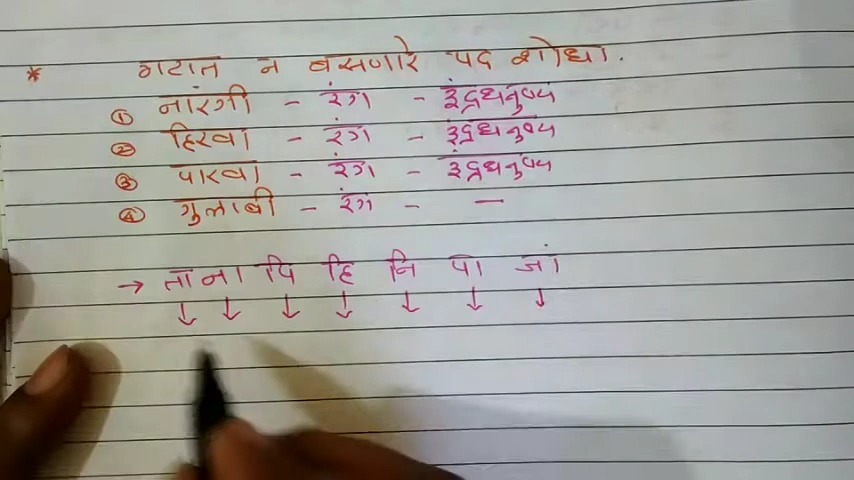 * गटात न बसणारे पद शोधा.
① नारंगी - रंग - इंद्रधनुष्य
② हिरवा - रंग - इंद्रधनुष्य
③ पारवा - रंग - इंद्रधनुष्य
④ गुलाबी - रंग - —
→ ता ना पि हि नि पा जां
↓ ↓ ↓ ↓ ↓ ↓ ↓